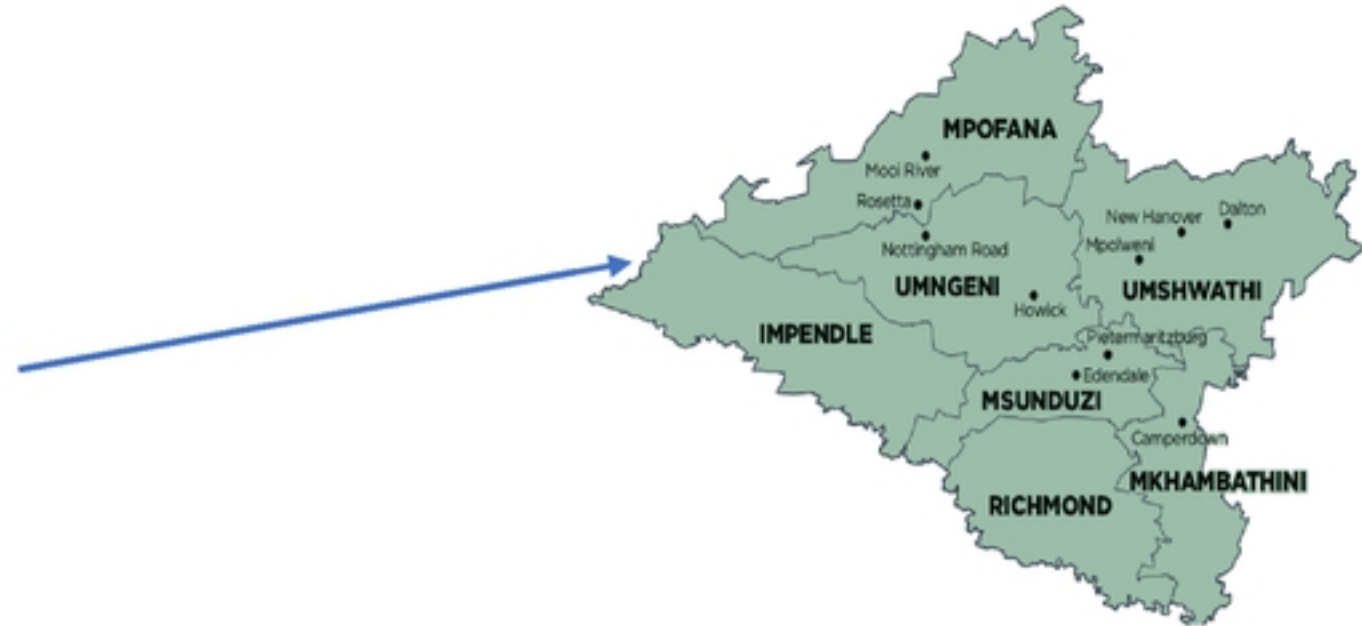 MPOFANA
Mooi River
Rosetta
Dalton
New Hanover
Nottingham Road
Mpolweni
UMNGENI
UMSHWATHI
Howick
IMPENDLE
Pietermaritzburg
Edendale
MSUNDUZI
Camperdown
MKHAMBATHINI
RICHMOND